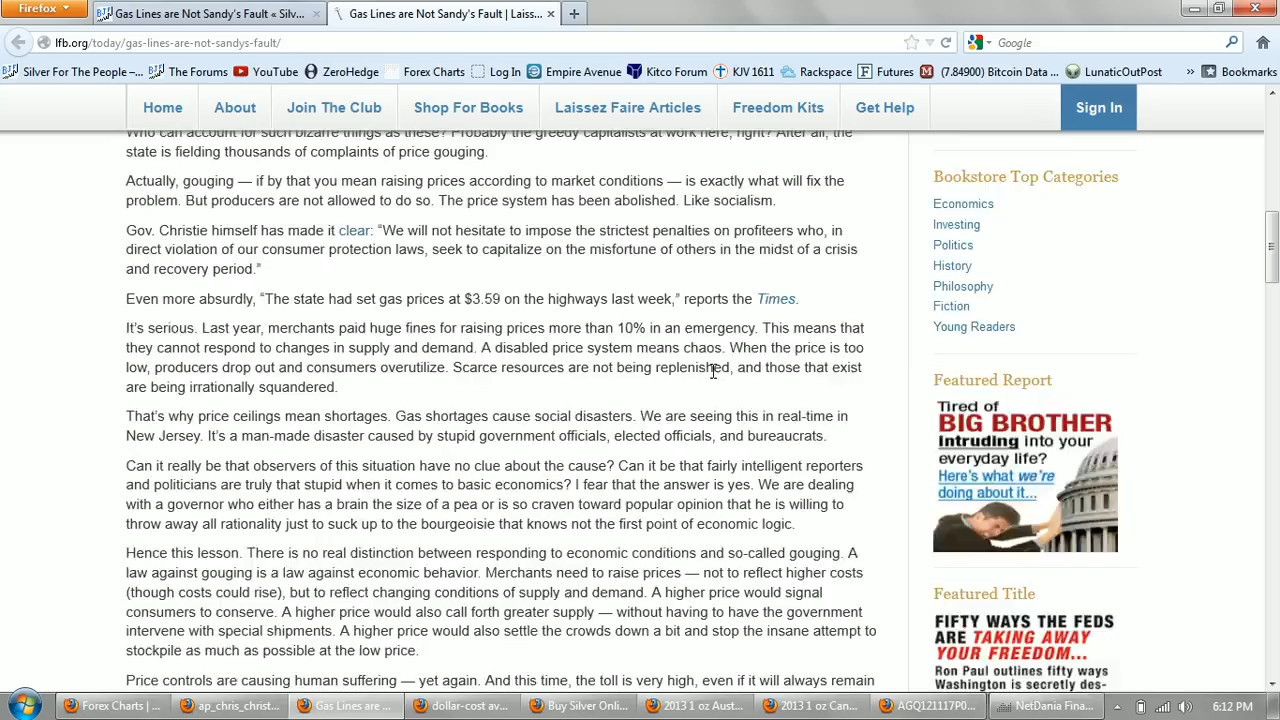 Firefox
Gas Lines are Not Sandy's Fault « Silv...
Gas Lines are Not Sandy's Fault | Laiss...
lfb.org/today/gas-lines-are-not-sandys-fault/
Google
Silver For The People –...
The Forums
YouTube
ZeroHedge
Forex Charts
Log In
Empire Avenue
Kitco Forum
KJV 1611
Rackspace
Futures
(7.84900) Bitcoin Data ...
LunaticOutPost
»
Bookmarks
Home
About
Join The Club
Shop For Books
Laissez Faire Articles
Freedom Kits
Get Help
Sign In
Who can account for such bizarre things as these? Probably the greedy capitalists at work here, right? After all, the
state is fielding thousands of complaints of price gouging.
Actually, gouging — if by that you mean raising prices according to market conditions — is exactly what will fix the
problem. But producers are not allowed to do so. The price system has been abolished. Like socialism.
Gov. Christie himself has made it clear: “We will not hesitate to impose the strictest penalties on profiteers who, in
direct violation of our consumer protection laws, seek to capitalize on the misfortune of others in the midst of a crisis
and recovery period.”
Even more absurdly, “The state had set gas prices at $3.59 on the highways last week,” reports the Times.
It’s serious. Last year, merchants paid huge fines for raising prices more than 10% in an emergency. This means that
they cannot respond to changes in supply and demand. A disabled price system means chaos. When the price is too
low, producers drop out and consumers overutilize. Scarce resources are not being replenished, and those that exist
are being irrationally squandered.
That’s why price ceilings mean shortages. Gas shortages cause social disasters. We are seeing this in real-time in
New Jersey. It’s a man-made disaster caused by stupid government officials, elected officials, and bureaucrats.
Can it really be that observers of this situation have no clue about the cause? Can it be that fairly intelligent reporters
and politicians are this blockheaded when it comes to basic economics? I fear that the answer is yes. We are dealing
with a governor who either has a brain the size of a pea or is so craven toward popular opinion that he is willing to
throw away all rationality just to suck up to the bourgeoisie that knows not the first point of economic logic.
Hence this lesson. There is no real distinction between responding to economic conditions and so-called gouging. A
law against gouging is a law against economic behavior. Merchants need to raise prices — not to reflect higher costs
(though costs could rise), but to reflect changing conditions of supply and demand. A higher price would signal
consumers to conserve. A higher price would also call forth greater supply — without having to have the government
intervene with special shipments. A higher price would also settle the crowds down a bit and stop the insane attempt to
stockpile as much as possible at the low price.
Price controls are causing human suffering — yet again. And this time, the toll is very high, even if it will always remain
Bookstore Top Categories
Economics
Investing
Politics
History
Philosophy
Fiction
Young Readers
Featured Report
Tired of
BIG BROTHER
Intruding into your
everyday life?
Here's what we're
doing about it...
Featured Title
FIFTY WAYS THE FEDS
ARE TAKING AWAY
YOUR FREEDOM...
Ron Paul outlines fifty ways
Washington is secretly des-
Forex Charts | ...
ap_chris_christ...
Gas Lines are ...
dollar-cost av...
Buy Silver Onli...
2013 1 oz Aust...
2013 1 oz Can...
AGQ121117P0...
NetDania Fina...
6:12 PM